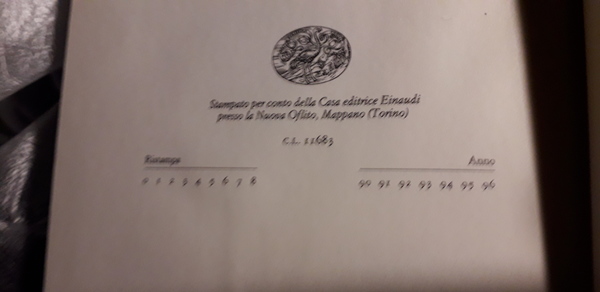 Stampato per conto della Casa editrice Einaudi
presso la Nuova Oflito, Mappano (Torino)
C.L. 11683
Ristampa Anno
0 1 2 3 4 5 6 7 8 90 91 92 93 94 95 96